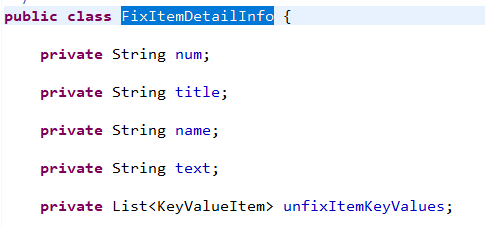 public class FixItemDetailInfo {
private String num;
private String title;
private String name;
private String text;
private List<KeyValueItem> unfixItemKeyValues;